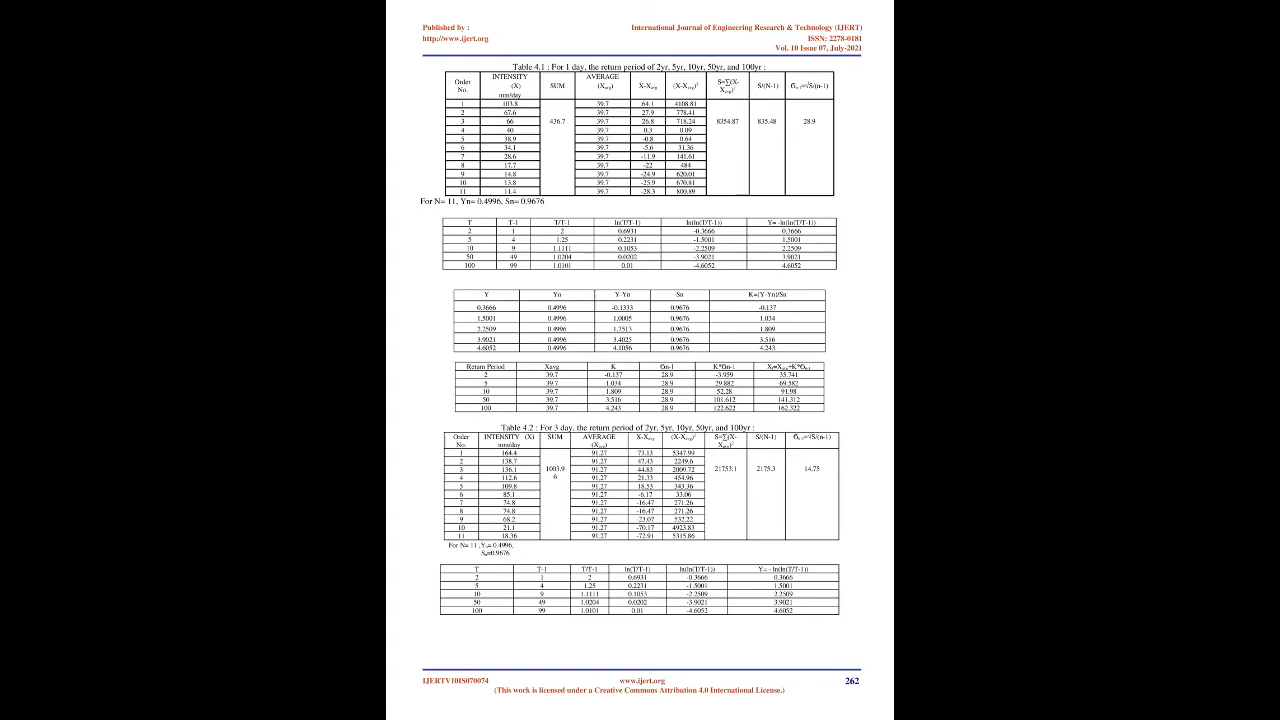 Published by :
International Journal of Engineering Research & Technology (IJERT)
http://www.ijert.org
ISSN: 2278-0181
Vol. 10 Issue 07, July-2021
Table 4.1 : For 1 day, the return period of 2yr, 5yr, 10yr, 50yr, and 100yr :
Order No. INTENSITY (X) mm/day SUM AVERAGE (Xavg) X-Xavg (X-Xavg)² S=∑(X-Xavg)² S/(N-1) Ϭn-1=√S/(n-1)
1 103.8 39.7 64.1 4108.81
2 67.6 39.7 27.9 778.41
3 66 436.7 39.7 26.8 718.24 8354.87 835.48 28.9
4 40 39.7 0.3 0.09
5 38.9 39.7 -0.8 0.64
6 34.1 39.7 -5.6 31.36
7 28.6 39.7 -11.9 141.61
8 17.7 39.7 -22 484
9 14.8 39.7 -24.9 620.01
10 13.8 39.7 -25.9 670.81
11 11.4 39.7 -28.3 800.89
For N= 11, Yn= 0.4996, Sn= 0.9676
T T-1 T/T-1 ln(T/T-1) ln(ln(T/T-1)) Y= -ln(ln(T/T-1))
2 1 2 0.6931 -0.3666 0.3666
5 4 1.25 0.2231 -1.5001 1.5001
10 9 1.1111 0.1053 -2.2509 2.2509
50 49 1.0204 0.0202 -3.9021 3.9021
100 99 1.0101 0.01 -4.6052 4.6052
Y Yn Y-Yn Sn K=(Y-Yn)/Sn
0.3666 0.4996 -0.1333 0.9676 -0.137
1.5001 0.4996 1.0005 0.9676 1.034
2.2509 0.4996 1.7513 0.9676 1.809
3.9021 0.4996 3.4025 0.9676 3.516
4.6052 0.4996 4.1056 0.9676 4.243
Return Period Xavg K Ϭn-1 K*Ϭn-1 XT=Xavg+K*Ϭn-1
2 39.7 -0.137 28.9 -3.959 35.741
5 39.7 1.034 28.9 29.882 69.582
10 39.7 1.809 28.9 52.28 91.98
50 39.7 3.516 28.9 101.612 141.312
100 39.7 4.243 28.9 122.622 162.322
Table 4.2 : For 3 day, the return period of 2yr, 5yr, 10yr, 50yr, and 100yr :
Order No. INTENSITY (X) mm/day SUM AVERAGE (Xavg) X-Xavg (X-Xavg)² S=∑(X-Xavg)² S/(N-1) Ϭn-1=√S/(n-1)
1 164.4 91.27 73.13 5347.99
2 138.7 91.27 47.43 2249.6
3 136.1 1003.96 91.27 44.83 2009.72 21753.1 2175.3 14.75
4 112.6 91.27 21.33 454.96
5 109.8 91.27 18.53 343.36
6 85.1 91.27 -6.17 33.06
7 74.8 91.27 -16.47 271.26
8 74.8 91.27 -16.47 271.26
9 68.2 91.27 -23.07 532.22
10 21.1 91.27 -70.17 4923.83
11 18.36 91.27 -72.91 5315.86
For N= 11 ,Yn= 0.4996,
Sn=0.9676
T T-1 T/T-1 ln(T/T-1) ln(ln(T/T-1)) Y= - ln(ln(T/T-1))
2 1 2 0.6931 -0.3666 0.3666
5 4 1.25 0.2231 -1.5001 1.5001
10 9 1.1111 0.1053 -2.2509 2.2509
50 49 1.0204 0.0202 -3.9021 3.9021
100 99 1.0101 0.01 -4.6052 4.6052
IJERTV10IS070074
www.ijert.org
262
(This work is licensed under a Creative Commons Attribution 4.0 International License.)